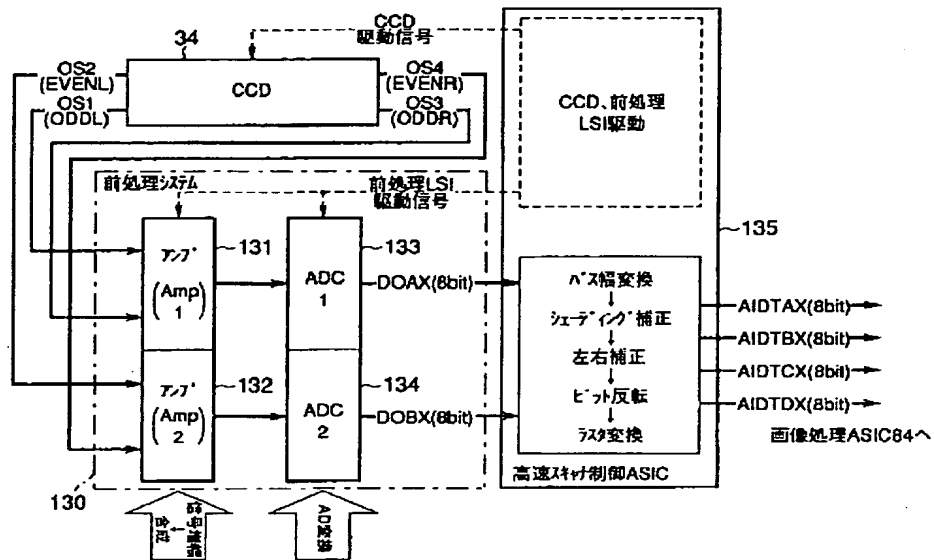 CCD
駆動信号
34
OS2
(EVENL)
OS1
(ODDL)
CCD
OS4
(EVENR)
OS3
(ODDR)
CCD、前処理
LSI駆動
前処理システム
前処理LSI
駆動信号
135
アンプ
(Amp 1)
131
ADC
1
133
DOAX(8bit)
バス幅変換
シェーディング補正
左右補正
ビット反転
ラスタ変換
AIDTAX(8bit)
AIDTBX(8bit)
AIDTCX(8bit)
AIDTDX(8bit)
アンプ
(Amp 2)
132
ADC
2
134
DOBX(8bit)
画像処理ASIC84へ
高速スキャナ制御ASIC
130
信号増幅
↓
合成
AD変換